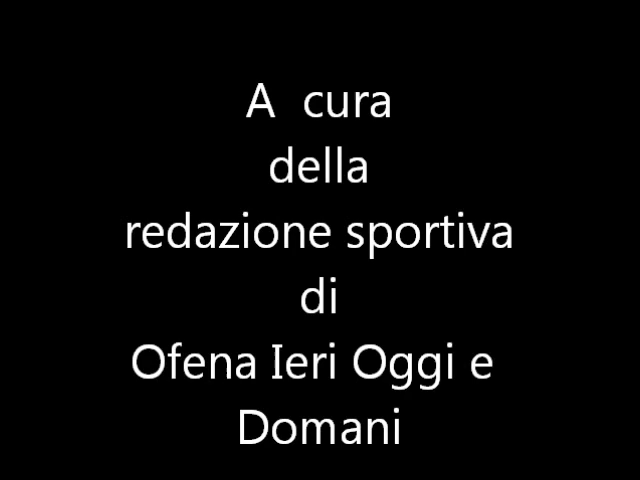 A cura
della
redazione sportiva
di
Ofena Ieri Oggi e
Domani